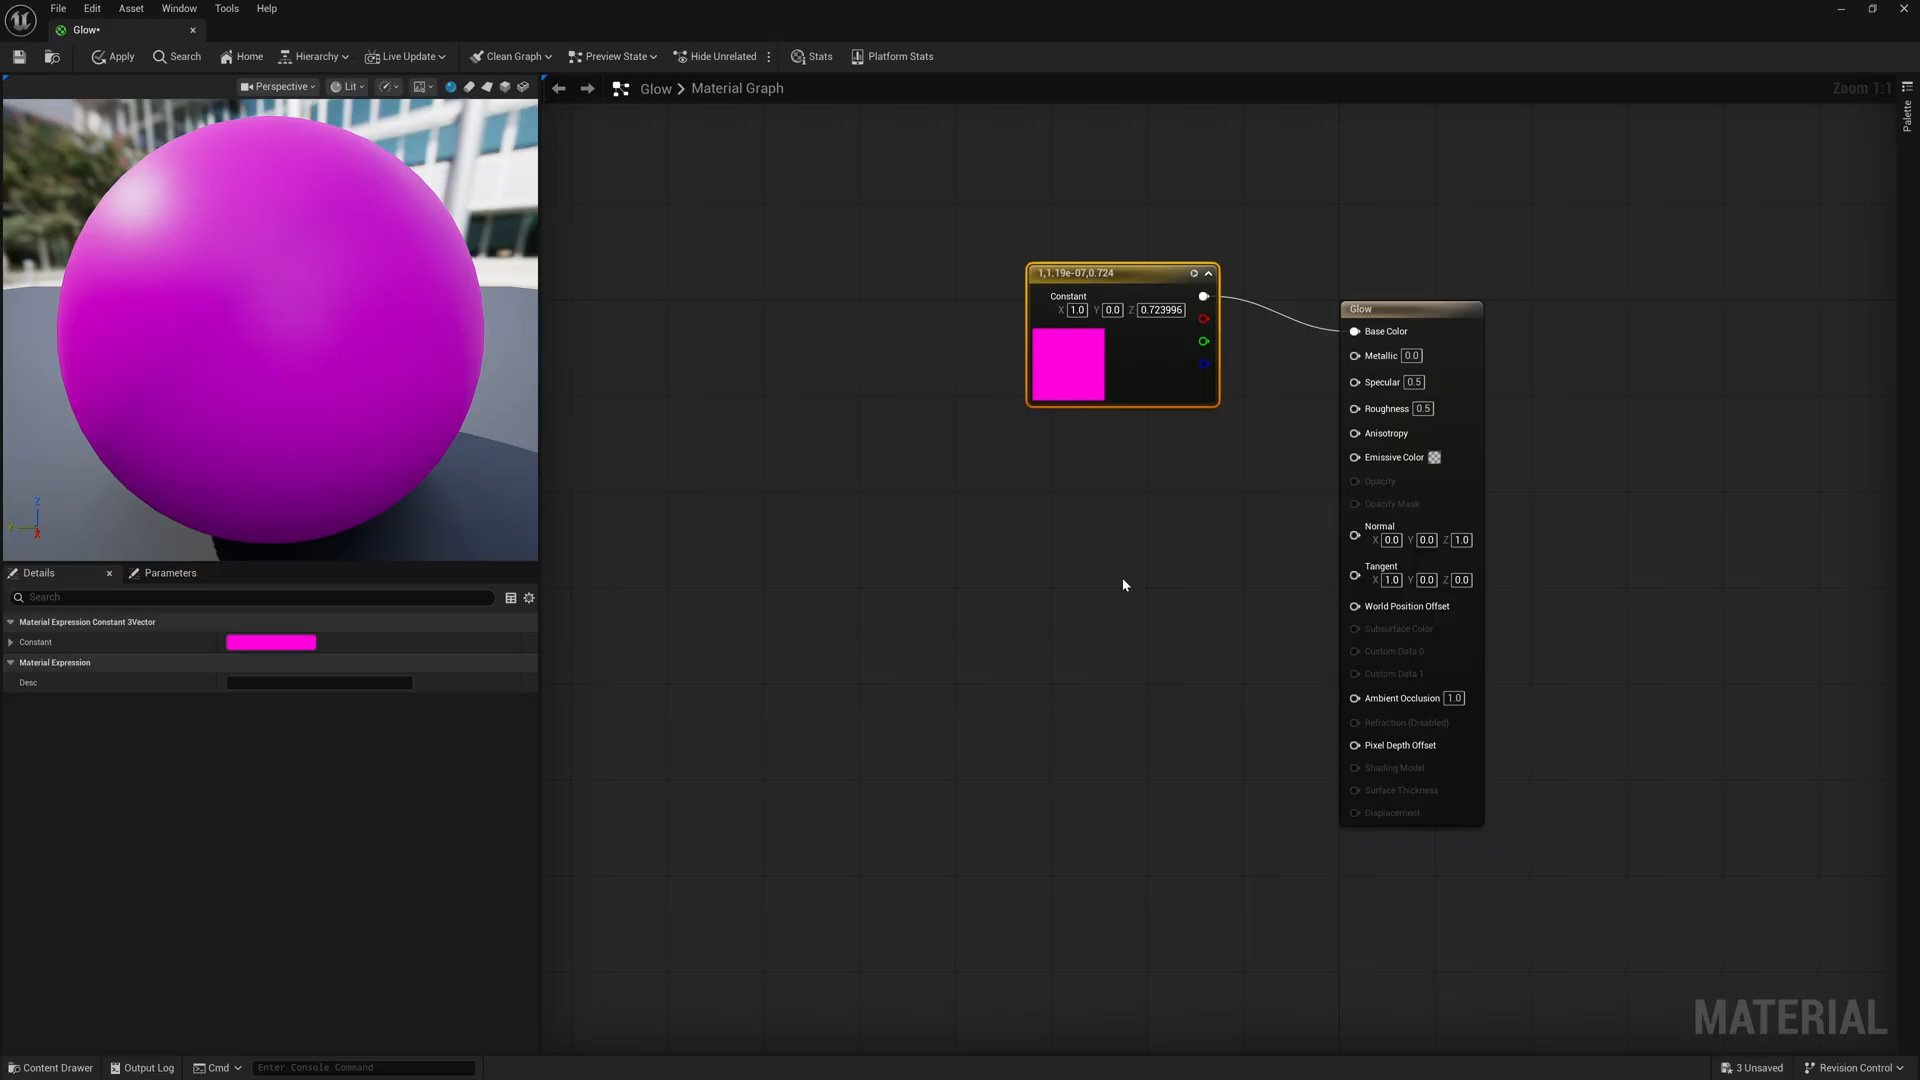 File Edit Asset Window Tools Help
Glow•
Apply Search Home Hierarchy Live Update Clean Graph Preview State Hide Unrelated Stats Platform Stats
Perspective Lit
Glow Material Graph Zoom 1:1
Palette
1,1.19e-07,0.724
Constant
X 1.0 Y 0.0 Z 0.723996
Glow
Base Color
Metallic 0.0
Specular 0.5
Roughness 0.5
Anisotropy
Emissive Color
Opacity
Opacity Mask
Normal
X 0.0 Y 0.0 Z 1.0
Tangent
X 1.0 Y 0.0 Z 0.0
World Position Offset
Subsurface Color
Custom Data 0
Custom Data 1
Ambient Occlusion 1.0
Refraction (Disabled)
Pixel Depth Offset
Shading Model
Surface Thickness
Displacement
Z
Y
X
Details Parameters
Search
Material Expression Constant 3Vector
Constant
Material Expression
Desc
MATERIAL
Content Drawer Output Log Cmd Enter Console Command 3 Unsaved Revision Control